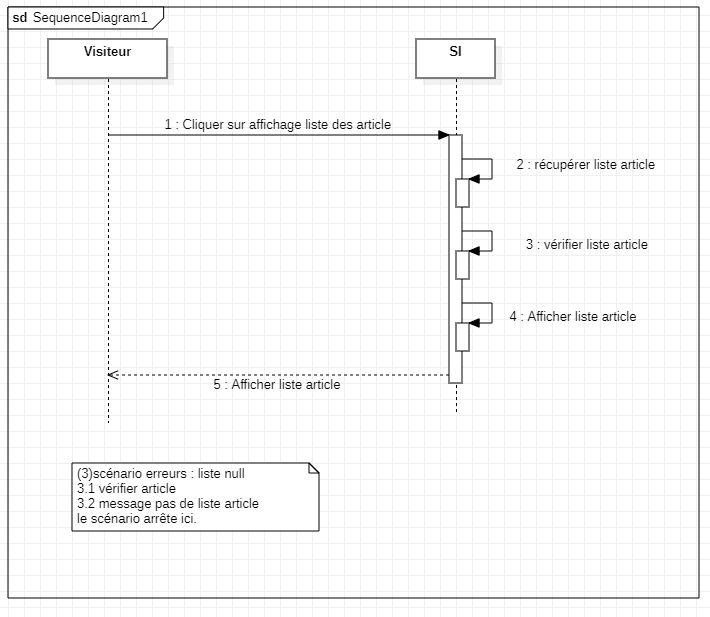 sd SequenceDiagram1
Visiteur
SI
1 : Cliquer sur affichage liste des article
2 : récupérer liste article
3 : vérifier liste article
4 : Afficher liste article
5 : Afficher liste article
(3)scénario erreurs : liste null
3.1 vérifier article
3.2 message pas de liste article
le scénario arrête ici.